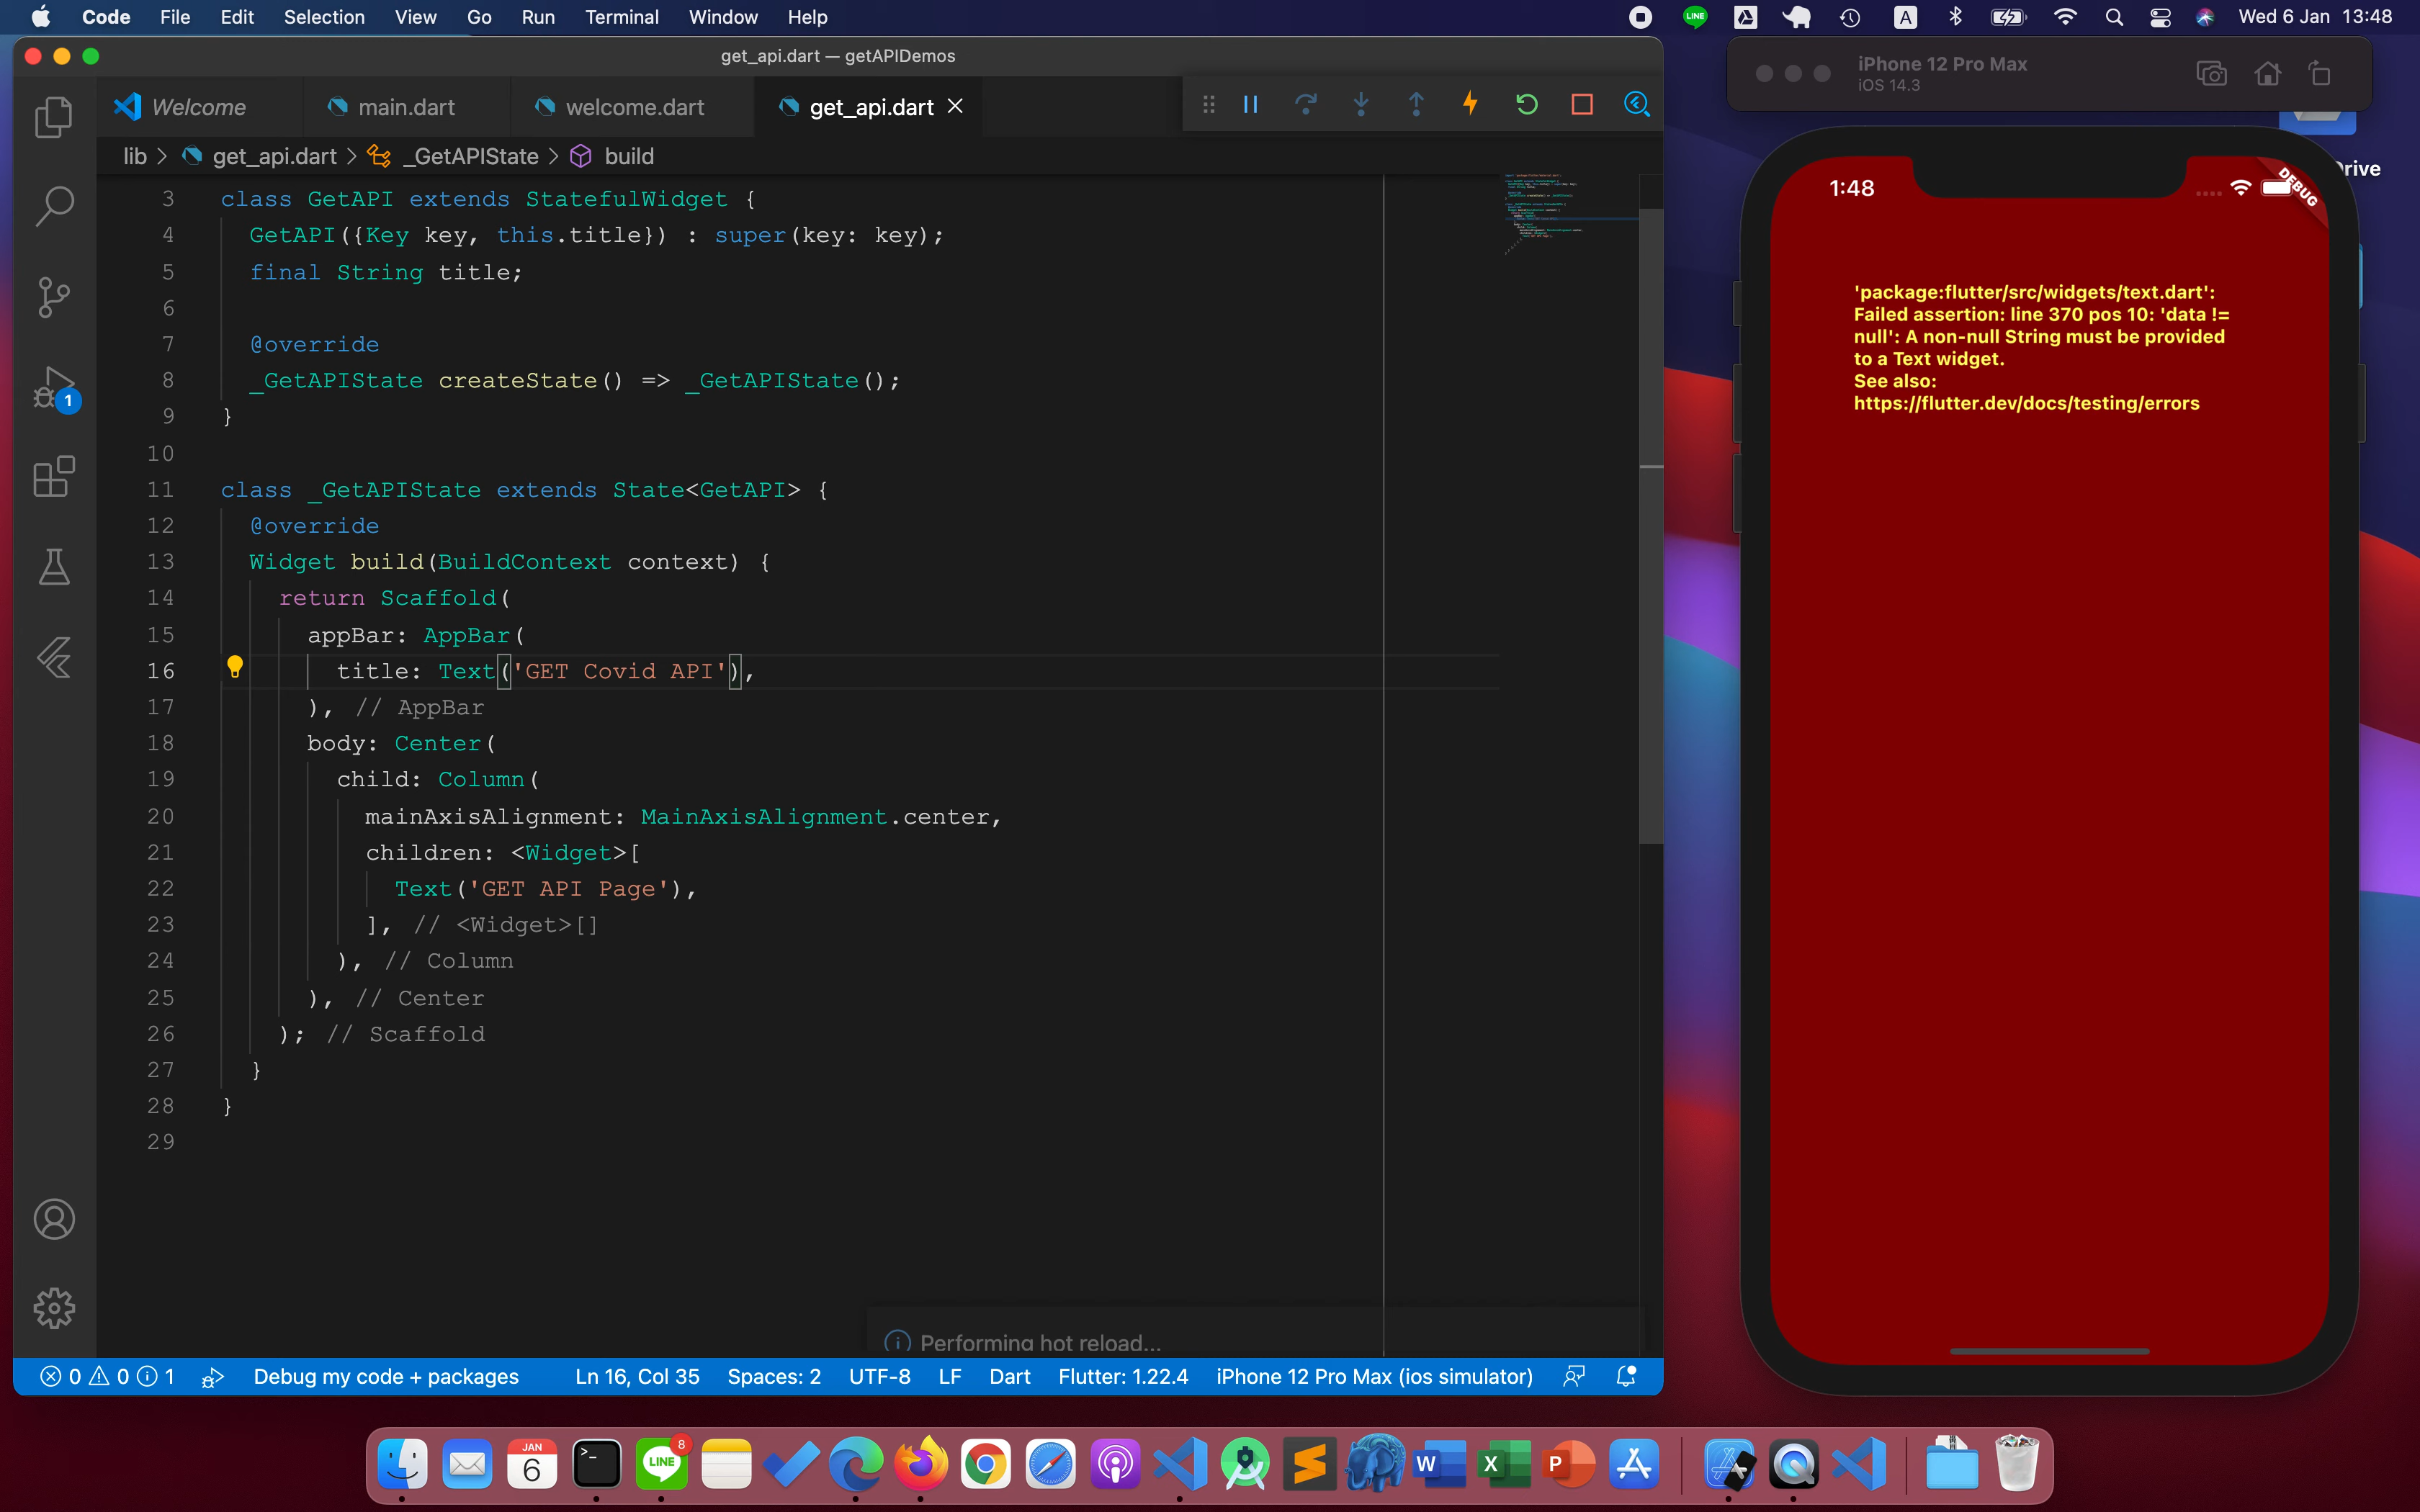 Code File Edit Selection View Go Run Terminal Window Help
LINE A Wed 6 Jan 13:48
get_api.dart — getAPIDemos
Welcome main.dart welcome.dart get_api.dart
lib > get_api.dart > _GetAPIState > build
3 class GetAPI extends StatefulWidget {
4 GetAPI({Key key, this.title}) : super(key: key);
5 final String title;
6
7 @override
8 _GetAPIState createState() => _GetAPIState();
9 }
10
11 class _GetAPIState extends State<GetAPI> {
12 @override
13 Widget build(BuildContext context) {
14 return Scaffold(
15 appBar: AppBar(
16 title: Text('GET Covid API'),
17 ), // AppBar
18 body: Center(
19 child: Column(
20 mainAxisAlignment: MainAxisAlignment.center,
21 children: <Widget>[
22 Text('GET API Page'),
23 ], // <Widget>[]
24 ), // Column
25 ), // Center
26 ); // Scaffold
27 }
28 }
29
1
Performing hot reload...
0 0 1 Debug my code + packages Ln 16, Col 35 Spaces: 2 UTF-8 LF Dart Flutter: 1.22.4 iPhone 12 Pro Max (ios simulator)
iPhone 12 Pro Max
iOS 14.3
rive
1:48
DEBUG
'package:flutter/src/widgets/text.dart':
Failed assertion: line 370 pos 10: 'data !=
null': A non-null String must be provided
to a Text widget.
See also:
https://flutter.dev/docs/testing/errors
JAN
6
>_
LINE
8
W
X
P